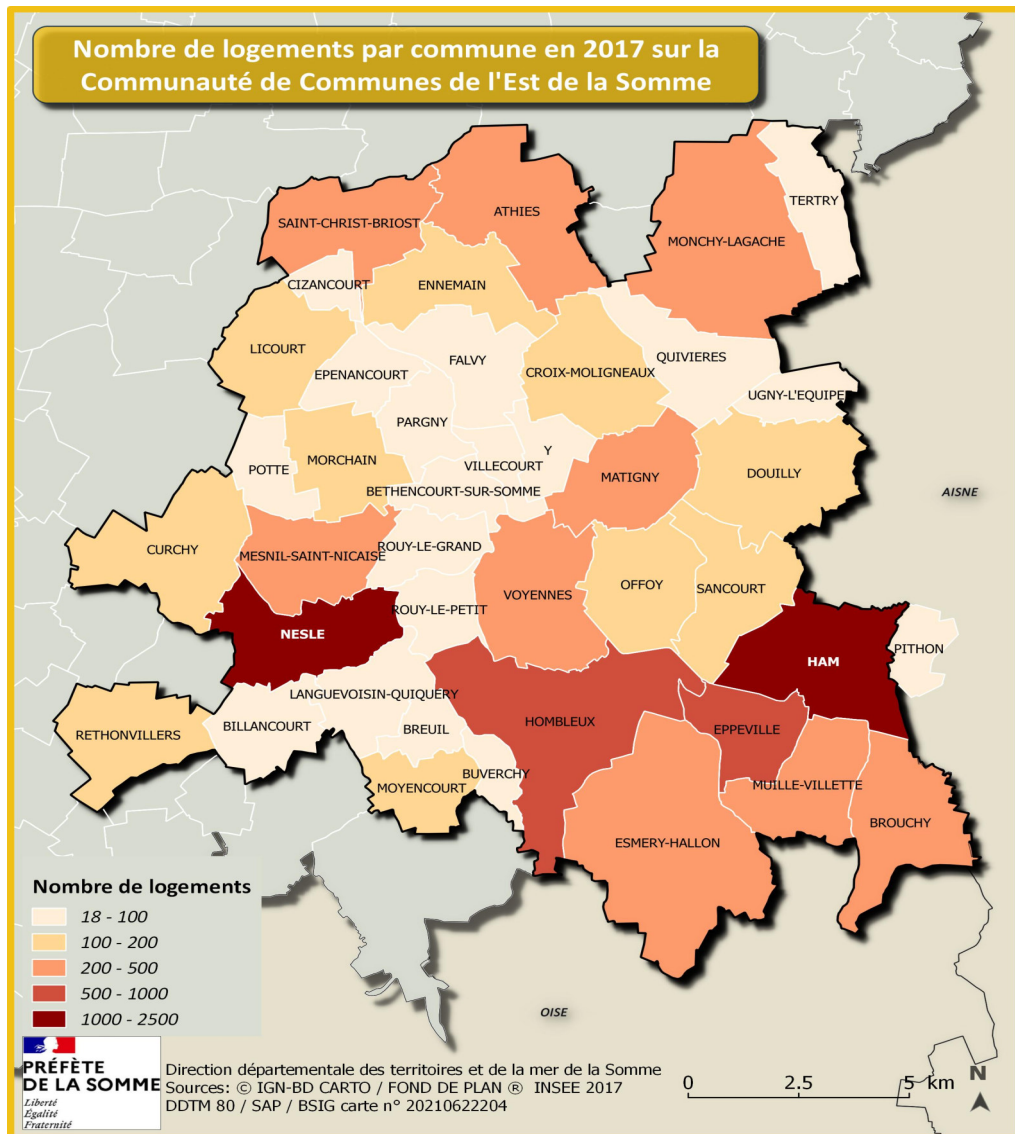 Nombre de logements par commune en 2017 sur la
Communauté de Communes de l'Est de la Somme
TERTRY
ATHIES
SAINT-CHRIST-BRIOST
MONCHY-LAGACHE
CIZANCOURT
ENNEMAIN
LICOURT
FALVY
QUIVIERES
EPENANCOURT
CROIX-MOLIGNEAUX
UGNY-L'EQUIPE
PARGNY
Y
MORCHAIN
VILLECOURT
POTTE
MATIGNY
DOUILLY
BETHENCOURT-SUR-SOMME
AISNE
CURCHY
ROUY-LE-GRAND
MESNIL-SAINT-NICAISE
OFFOY
SANCOURT
VOYENNES
ROUY-LE-PETIT
NESLE
PITHON
HAM
LANGUEVOISIN-QUIQUERY
HOMBLEUX
BILLANCOURT
BREUIL
EPPEVILLE
RETHONVILLERS
BUVERCHY
MOYENCOURT
MUILLE-VILLETTE
BROUCHY
ESMERY-HALLON
Nombre de logements
18 - 100
100 - 200
200 - 500
500 - 1000
1000 - 2500
OISE
PRÉFÈTE
DE LA SOMME
Liberté
Égalité
Fraternité
Direction départementale des territoires et de la mer de la Somme
Sources: © IGN-BD CARTO / FOND DE PLAN ® INSEE 2017
DDTM 80 / SAP / BSIG carte n° 20210622204
0 2.5 5 km
N